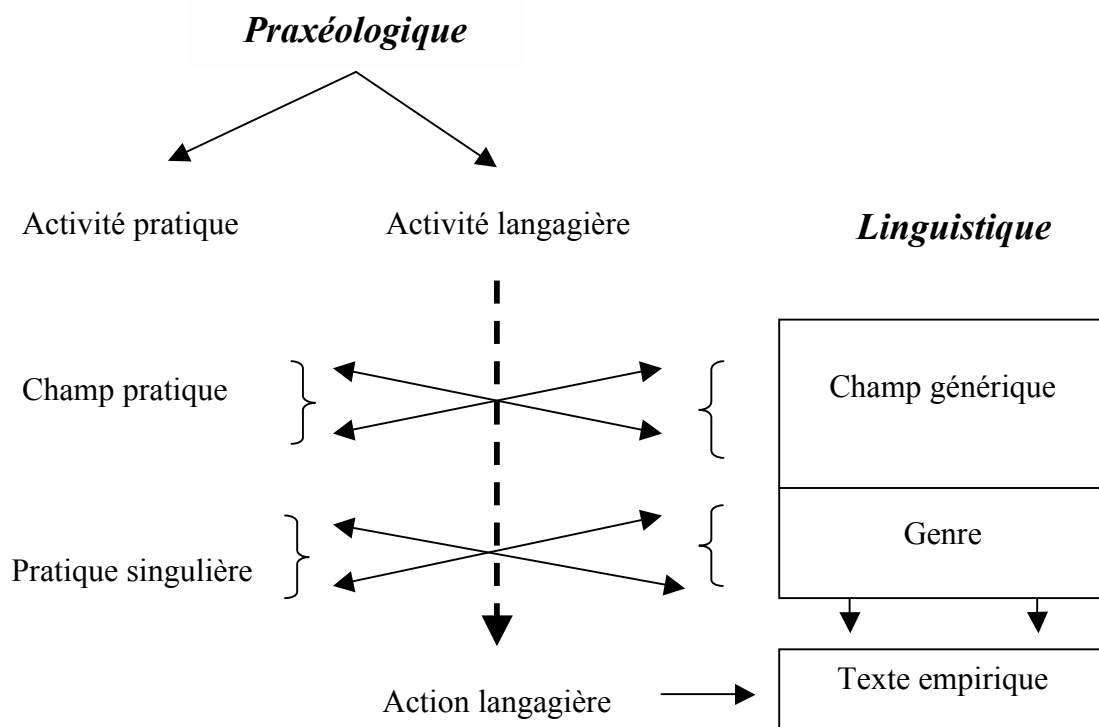 Praxéologique
Activité pratique
Activité langagière
Linguistique
Champ pratique
Champ générique
Genre
Pratique singulière
Texte empirique
Action langagière